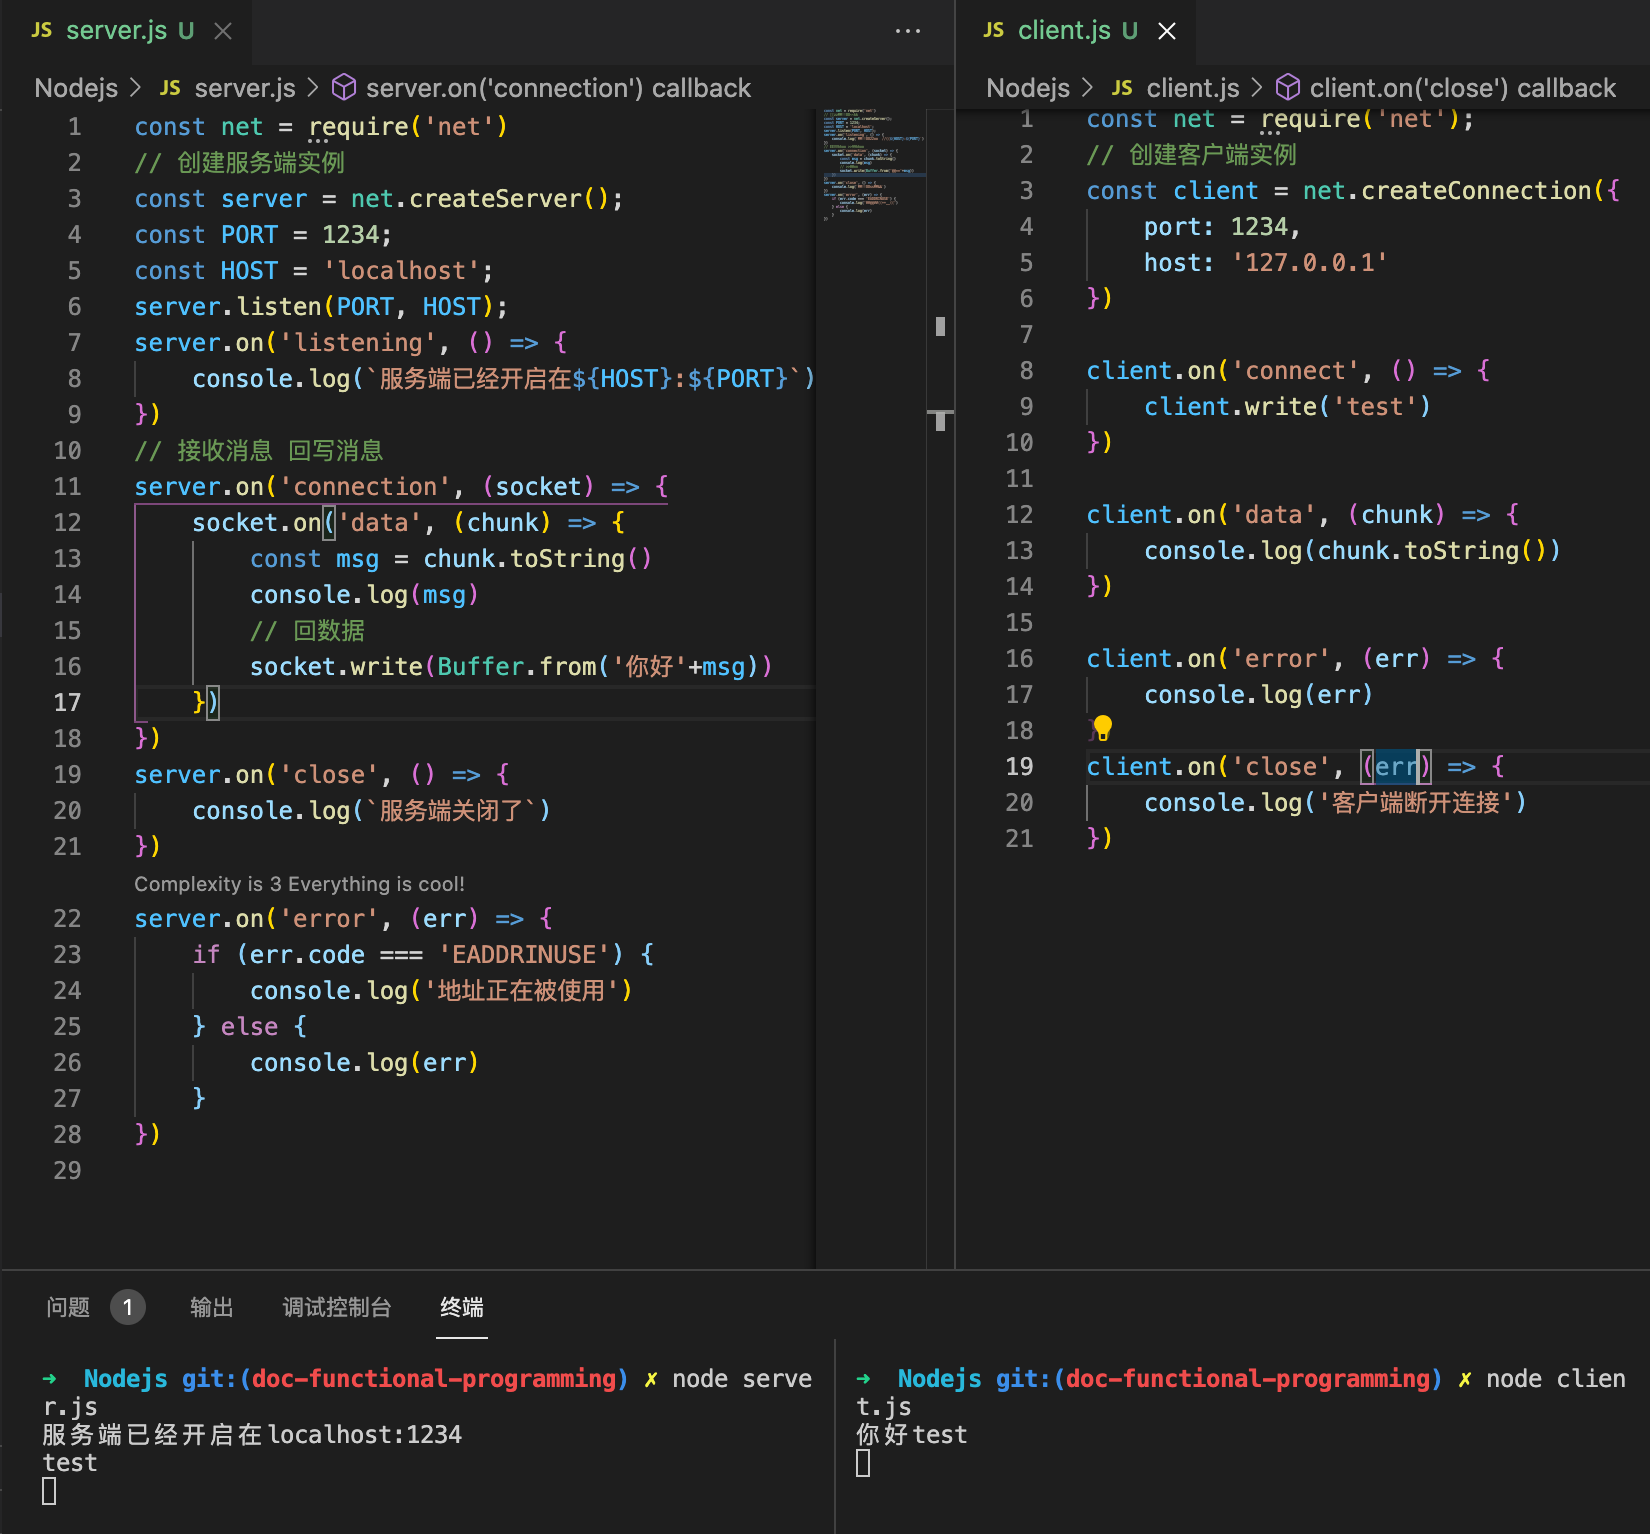 JS server.js U
Nodejs > JS server.js > server.on('connection') callback
1 const net = require('net')
2 // 创建服务端实例
3 const server = net.createServer();
4 const PORT = 1234;
5 const HOST = 'localhost';
6 server.listen(PORT, HOST);
7 server.on('listening', () => {
8 console.log(`服务端已经开启在${HOST}:${PORT}`)
9 })
10 // 接收消息 回写消息
11 server.on('connection', (socket) => {
12 socket.on('data', (chunk) => {
13 const msg = chunk.toString()
14 console.log(msg)
15 // 回数据
16 socket.write(Buffer.from('你好'+msg))
17 })
18 })
19 server.on('close', () => {
20 console.log(`服务端关闭了`)
21 })
Complexity is 3 Everything is cool!
22 server.on('error', (err) => {
23 if (err.code === 'EADDRINUSE') {
24 console.log('地址正在被使用')
25 } else {
26 console.log(err)
27 }
28 })
29
JS client.js U
Nodejs > JS client.js > client.on('close') callback
1 const net = require('net');
2 // 创建客户端实例
3 const client = net.createConnection({
4 port: 1234,
5 host: '127.0.0.1'
6 })
7
8 client.on('connect', () => {
9 client.write('test')
10 })
11
12 client.on('data', (chunk) => {
13 console.log(chunk.toString())
14 })
15
16 client.on('error', (err) => {
17 console.log(err)
18 })
19 client.on('close', (err) => {
20 console.log('客户端断开连接')
21 })
问题 1 输出 调试控制台 终端
➜ Nodejs git:(doc-functional-programming) ✗ node serve
r.js
服务端已经开启在localhost:1234
test
➜ Nodejs git:(doc-functional-programming) ✗ node clien
t.js
你好test